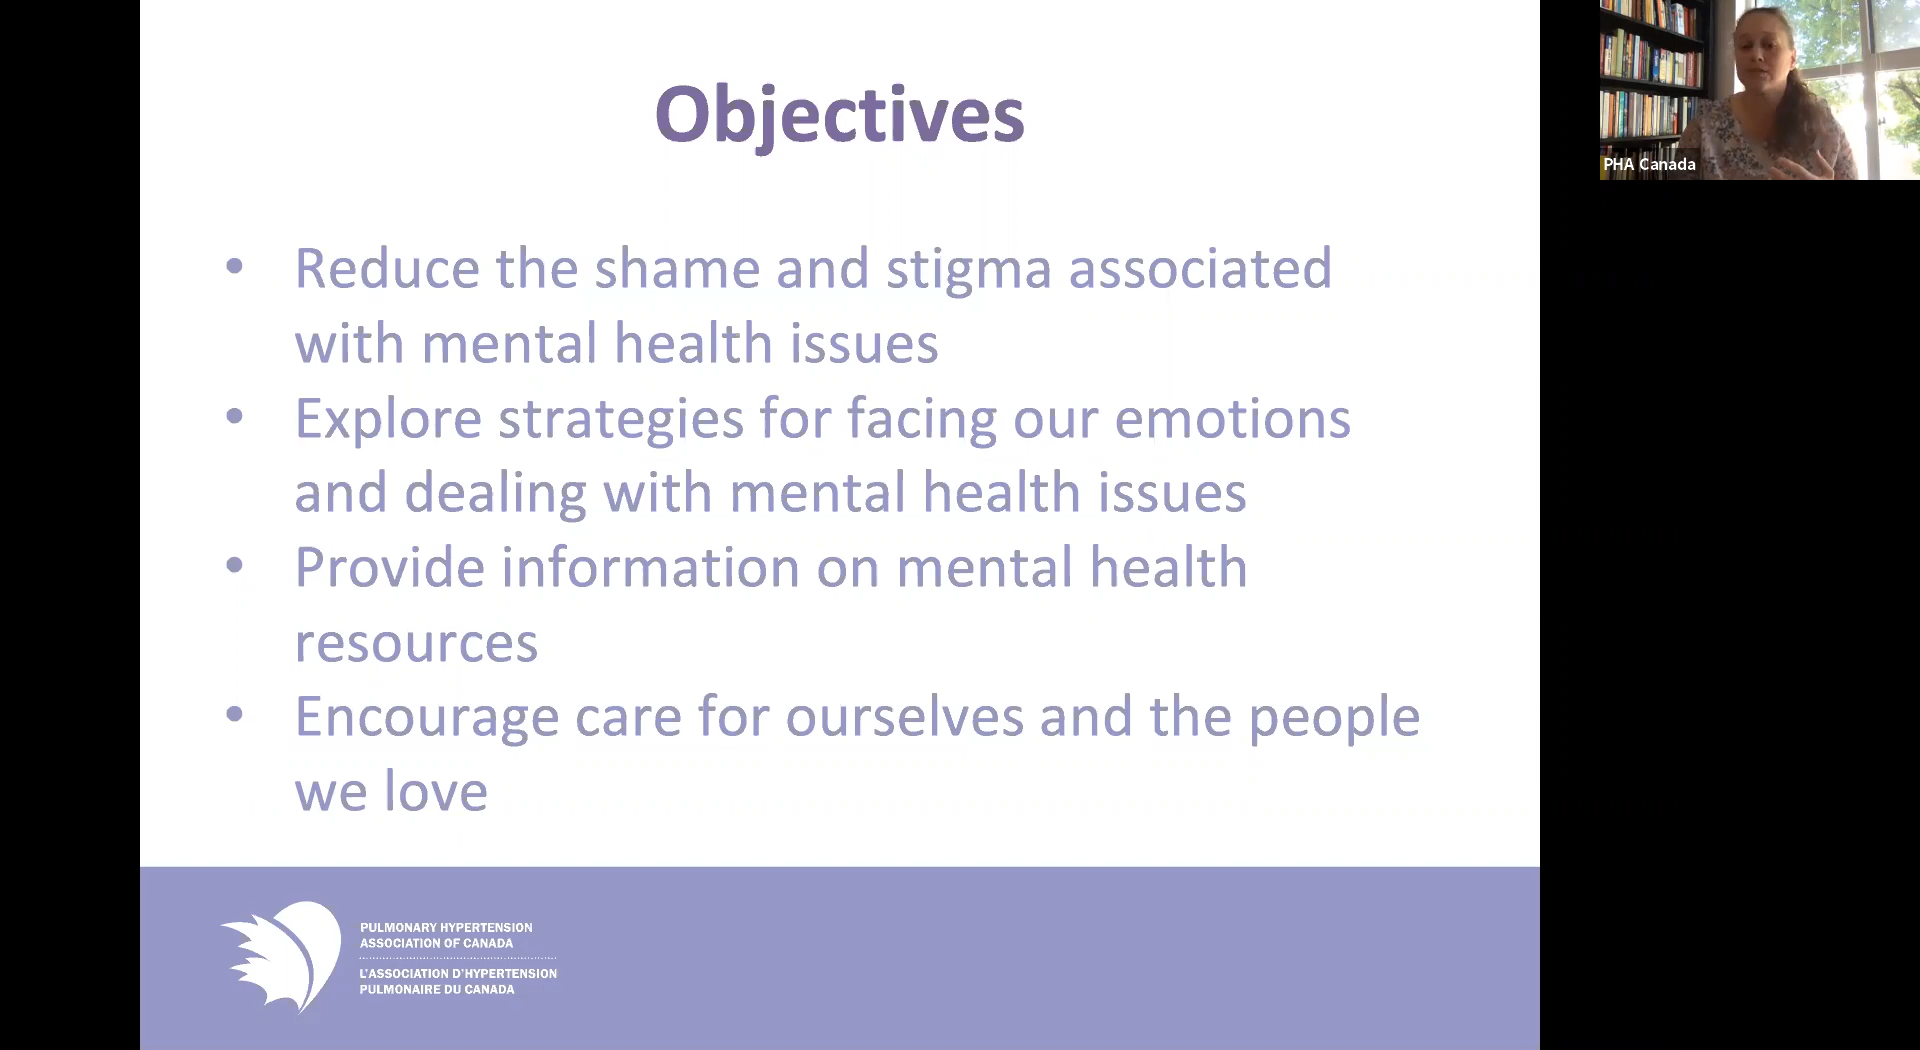 Objectives
• Reduce the shame and stigma associated
with mental health issues
• Explore strategies for facing our emotions
and dealing with mental health issues
• Provide information on mental health
resources
• Encourage care for ourselves and the people
we love
PULMONARY HYPERTENSION
ASSOCIATION OF CANADA
L'ASSOCIATION D'HYPERTENSION
PULMONAIRE DU CANADA
PHA Canada